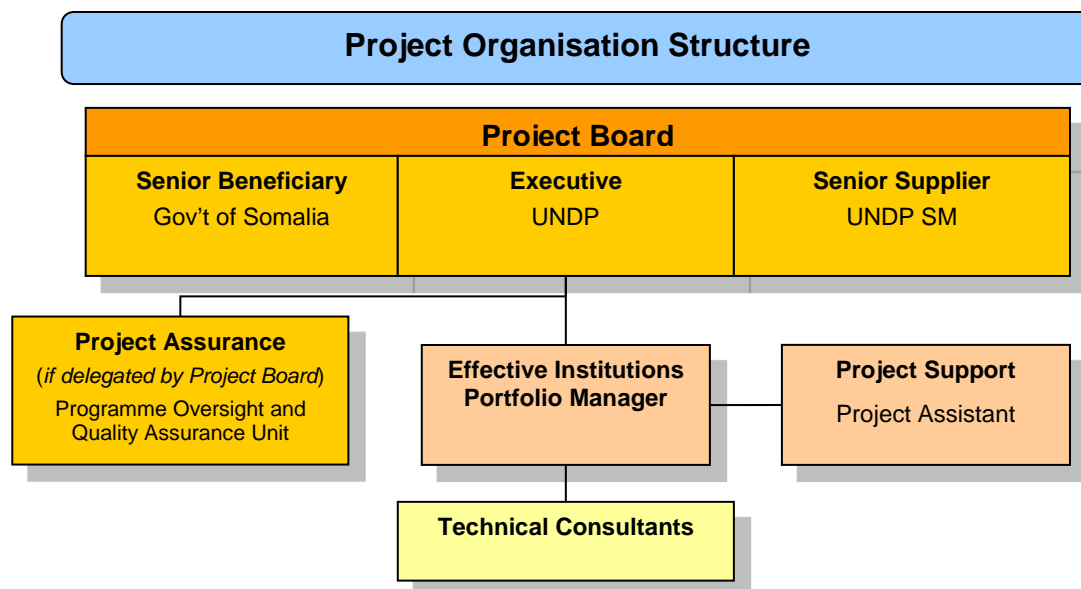 Project Organisation Structure
Project Board
Senior Beneficiary
Gov’t of Somalia
Executive
UNDP
Senior Supplier
UNDP SM
Project Assurance
(if delegated by Project Board)
Programme Oversight and
Quality Assurance Unit
Effective Institutions
Portfolio Manager
Project Support
Project Assistant
Technical Consultants